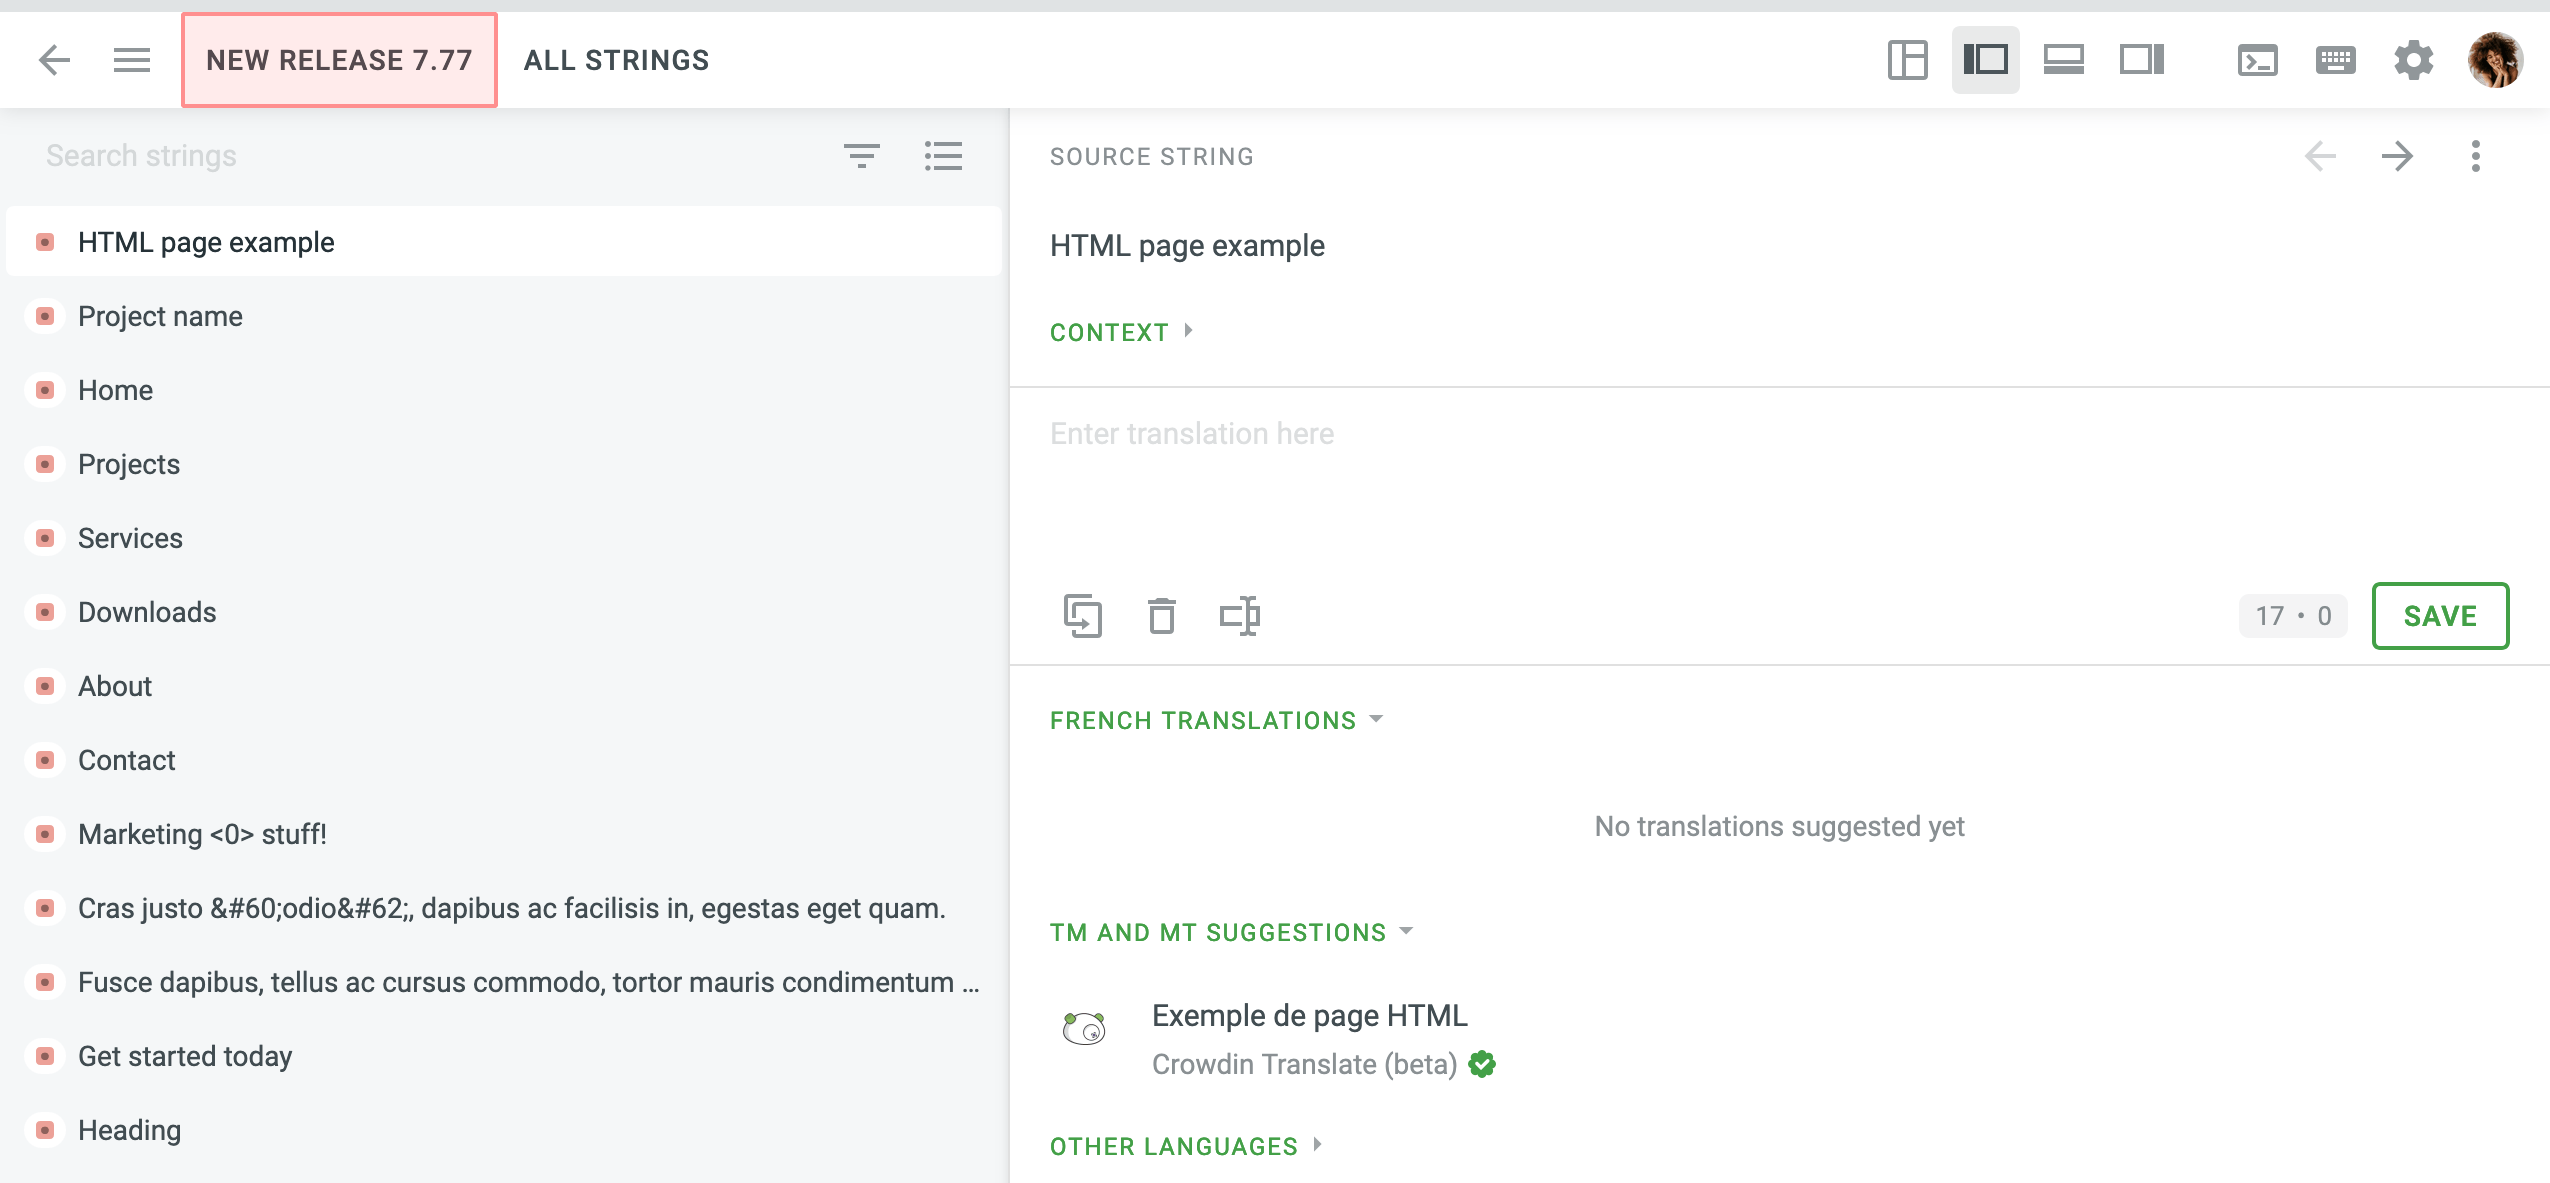 NEW RELEASE 7.77
ALL STRINGS
Search strings
HTML page example
Project name
Home
Projects
Services
Downloads
About
Contact
Marketing <0> stuff!
Cras justo &#60;odio&#62;, dapibus ac facilisis in, egestas eget quam.
Fusce dapibus, tellus ac cursus commodo, tortor mauris condimentum ...
Get started today
Heading
SOURCE STRING
HTML page example
CONTEXT
Enter translation here
17 • 0
SAVE
FRENCH TRANSLATIONS
No translations suggested yet
TM AND MT SUGGESTIONS
Exemple de page HTML
Crowdin Translate (beta)
OTHER LANGUAGES